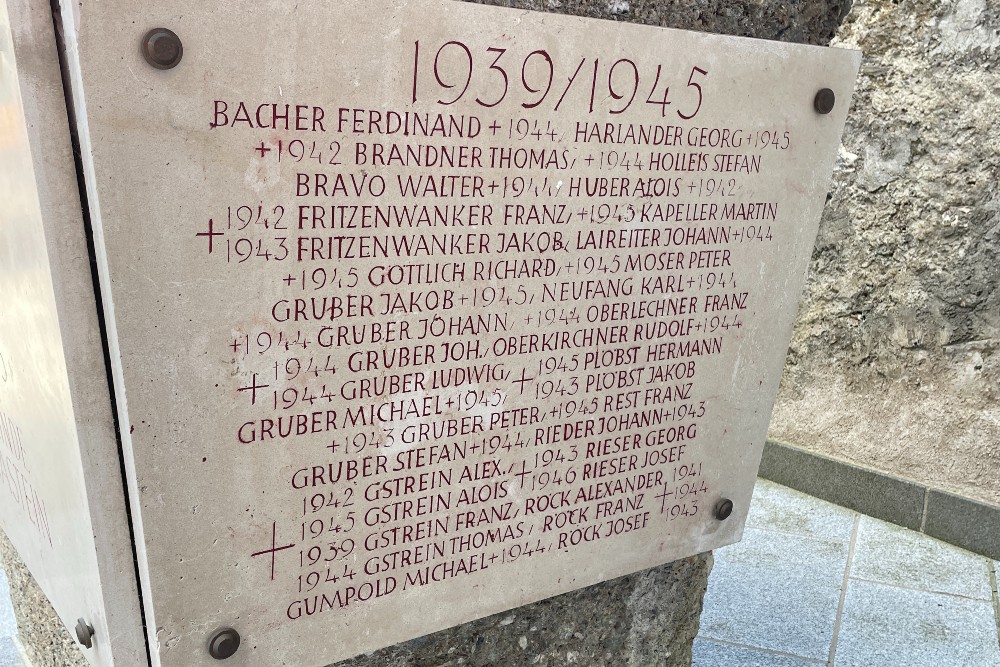 1939/1945
BACHER FERDINAND + 1944, HARLANDER GEORG + 1945
+ 1942 BRANDNER THOMAS, + 1944 HOLLEIS STEFAN
BRAVO WALTER + 1944, HUBER ALOIS + 1942
1942 FRITZENWANKER FRANZ, + 1945 KAPELLER MARTIN
+ 1943 FRITZENWANKER JAKOB, LAIREITER JOHANN + 1944
+ 1945 GÖTTLICH RICHARD, + 1945 MOSER PETER
GRUBER JAKOB + 1945, NEUFANG KARL + 1944
+ 1944 GRUBER JOHANN, + 1944 OBERLECHNER FRANZ
1944 GRUBER JOH., OBERKIRCHNER RUDOLF + 1944
+ 1944 GRUBER LUDWIG, + 1945 PLÖBST HERMANN
GRUBER MICHAEL + 1945, 1943 PLÖBST JAKOB
+ 1943 GRUBER PETER, + 1945 REST FRANZ
GRUBER STEFAN + 1944, RIEDER JOHANN + 1943
1942 GSTREIN ALEX., + 1943 RIESER GEORG
1945 GSTREIN ALOIS 1946 RIESER JOSEF
+ 1939 GSTREIN FRANZ, ROCK ALEXANDER 1941
1944 GSTREIN THOMAS, ROCK FRANZ + 1944
GUMPOLD MICHAEL + 1944, ROCK JOSEF 1943